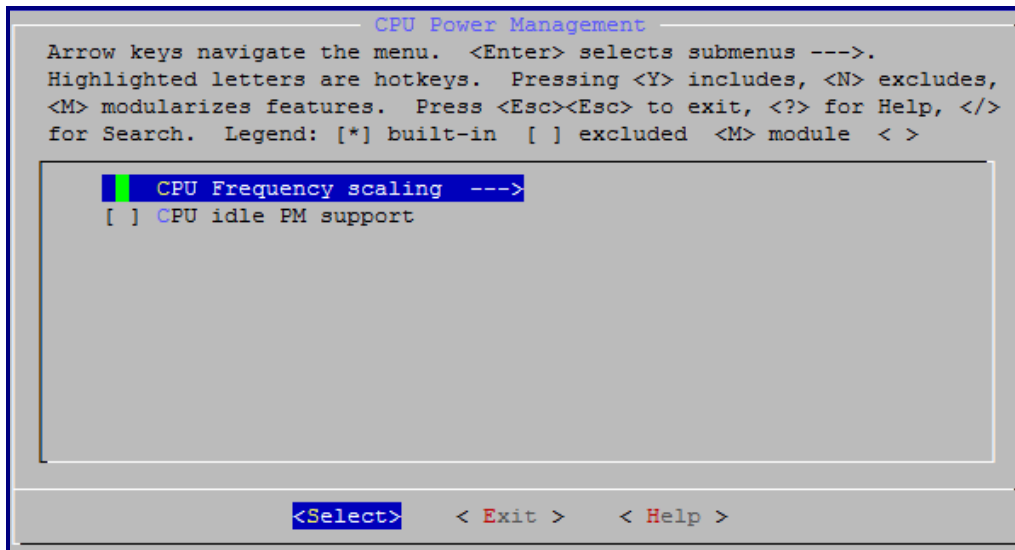 CPU Power Management
Arrow keys navigate the menu.  <Enter> selects submenus --->.
Highlighted letters are hotkeys.  Pressing <Y> includes, <N> excludes,
<M> modularizes features.  Press <Esc><Esc> to exit, <?> for Help, </>
for Search.  Legend: [*] built-in  [ ] excluded  <M> module  < >
CPU Frequency scaling  --->
[ ] CPU idle PM support
<Select>    < Exit >    < Help >